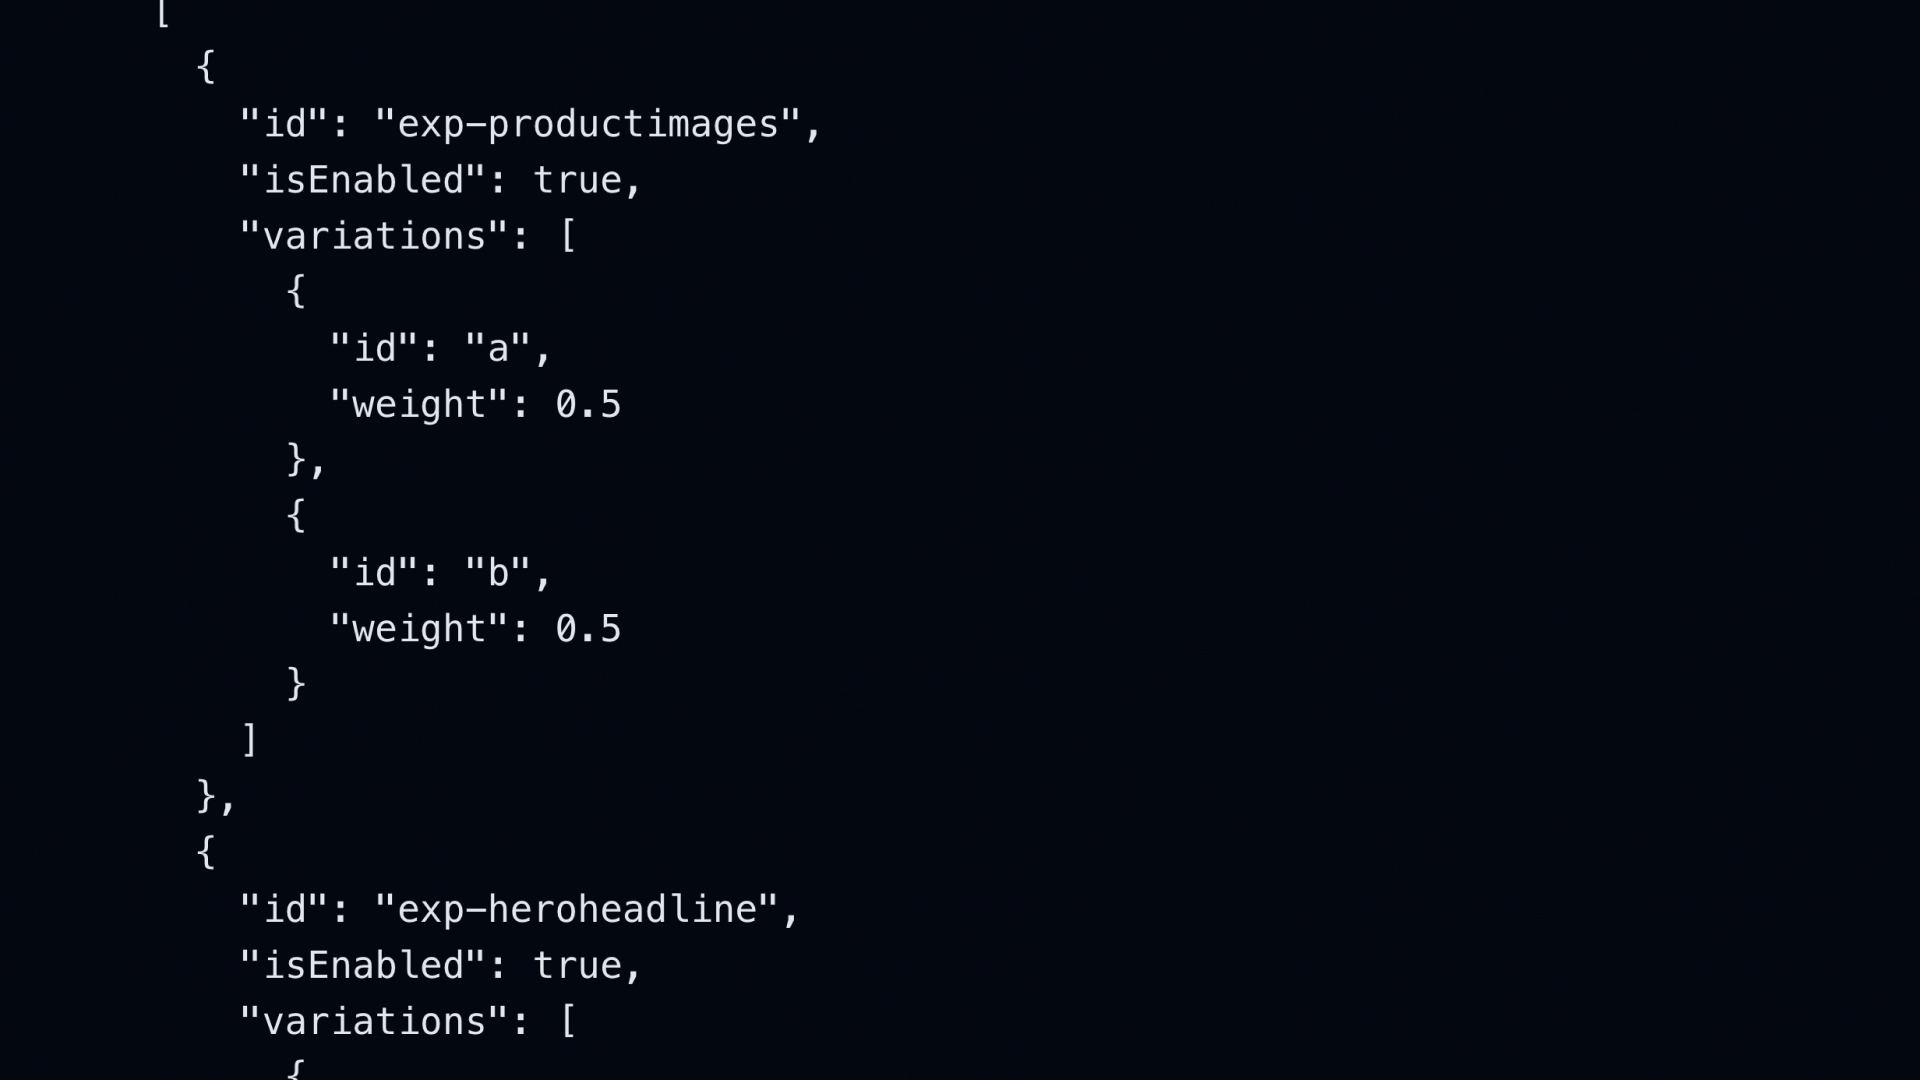 [
{
"id": "exp-productimages",
"isEnabled": true,
"variations": [
{
"id": "a",
"weight": 0.5
},
{
"id": "b",
"weight": 0.5
}
]
},
{
"id": "exp-heroheadline",
"isEnabled": true,
"variations": [
{